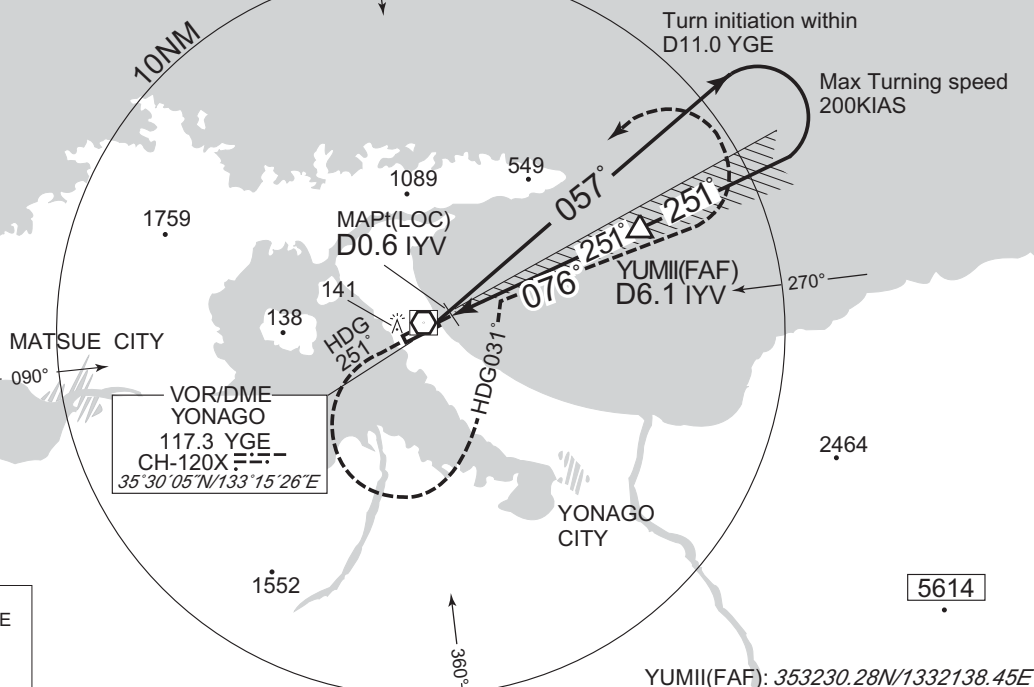 Turn initiation within
D11.0 YGE
10NM
Max Turning speed
200KIAS
549
1089
057°
1759
MAPt(LOC)
D0.6 IYV
251°
251°
YUMII(FAF)
D6.1 IYV
076°
270°
141
138
HDG
251°
HDG031°
MATSUE CITY
090°
VOR/DME
YONAGO
117.3 YGE
CH-120X
35°30´05˝N/133°15´26˝E
2464
YONAGO
CITY
1552
5614
E
360°
YUMII(FAF): 353230.28N/1332138.45E